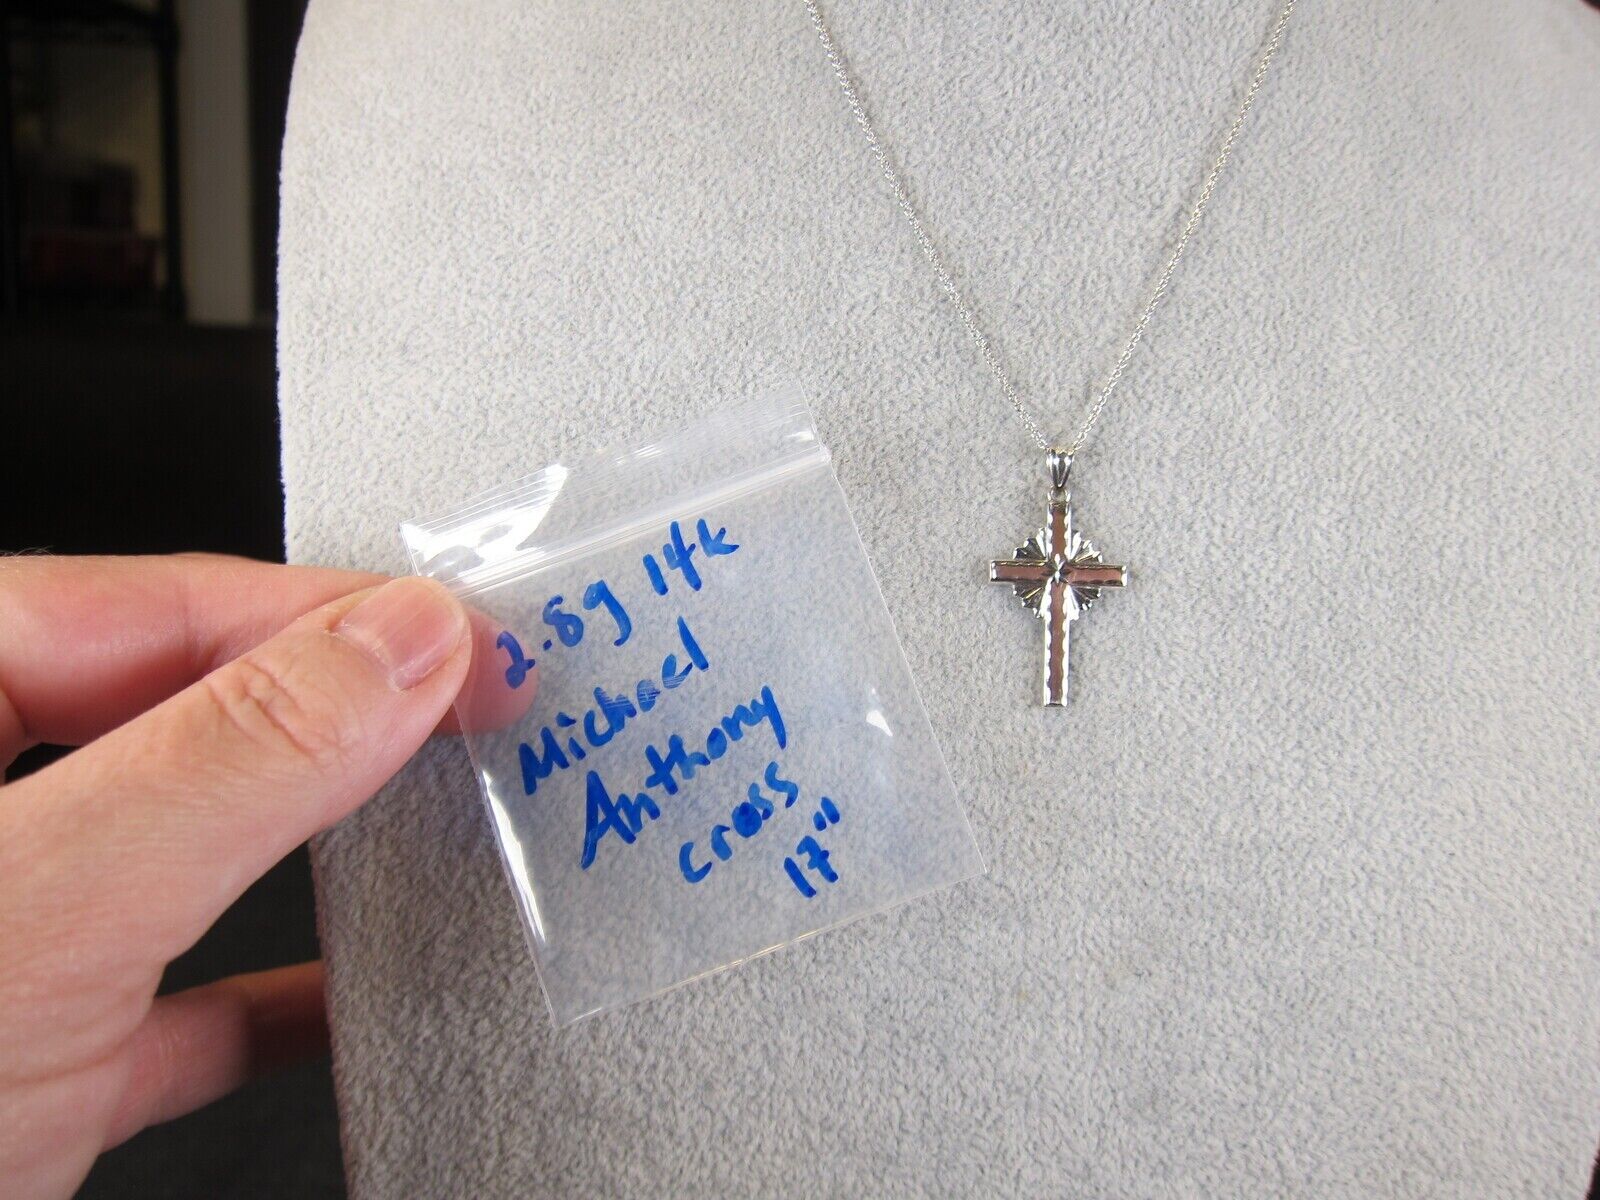 2.8g 14k
Michael
Anthony
cross
17"